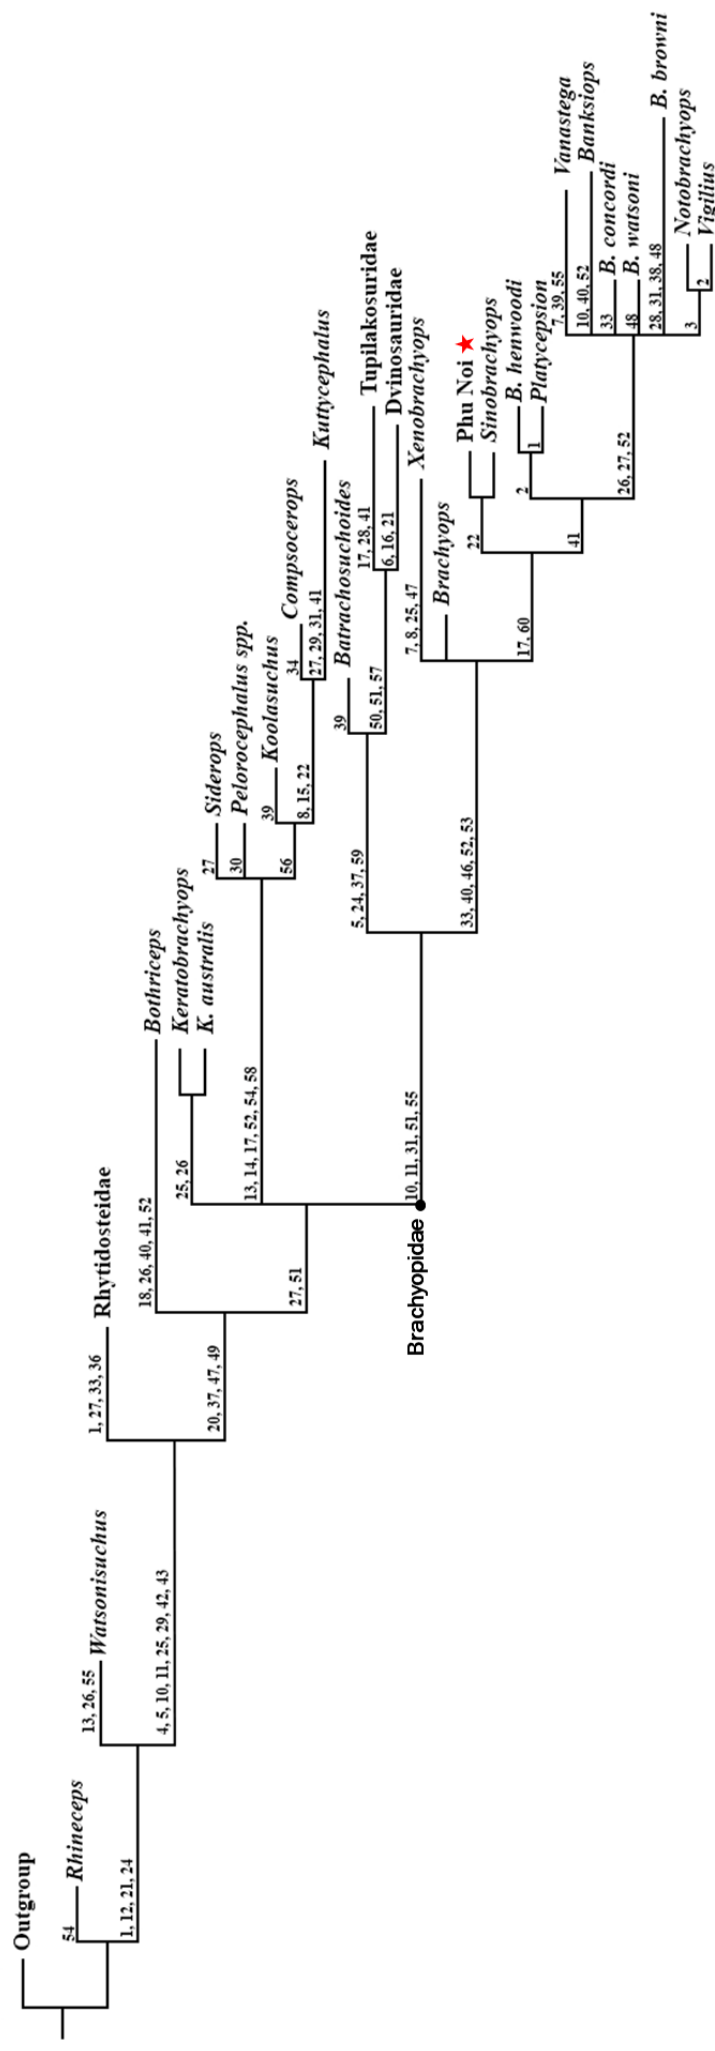 Outgroup
54
Rhineceps
1, 12, 21, 24
13, 26, 55
Watsonisuchus
4, 5, 10, 11, 25, 29, 42, 43
1, 27, 33, 36
Rhytidosteidae
20, 37, 47, 49
18, 26, 40, 41, 52
Bothriceps
27, 51
25, 26
Keratobrachyops
K. australis
13, 14, 17, 52, 54, 58
27
Siderops
30
Pelorocephalus spp.
56
39
Koolasuchus
8, 15, 22
34
Compsocerops
27, 29, 31, 41
Kuttycephalus
Brachyopidae
10, 11, 31, 51, 55
5, 24, 37, 59
39
Batrachosuchoides
50, 51, 57
17, 28, 41
Tupilakosuridae
6, 16, 21
Dvinosauridae
33, 40, 46, 52, 53
7, 8, 25, 47
Xenobrachyops
Brachyops
17, 60
22
Phu Noi
Sinobrachyops
41
2
B. henwoodi
1
Platycepsion
26, 27, 52
7, 39, 55
Vanastega
10, 40, 52
Banksiops
33
B. concordi
48
B. watsoni
28, 31, 38, 48
B. browni
3
Notobrachyops
2
Vigilius